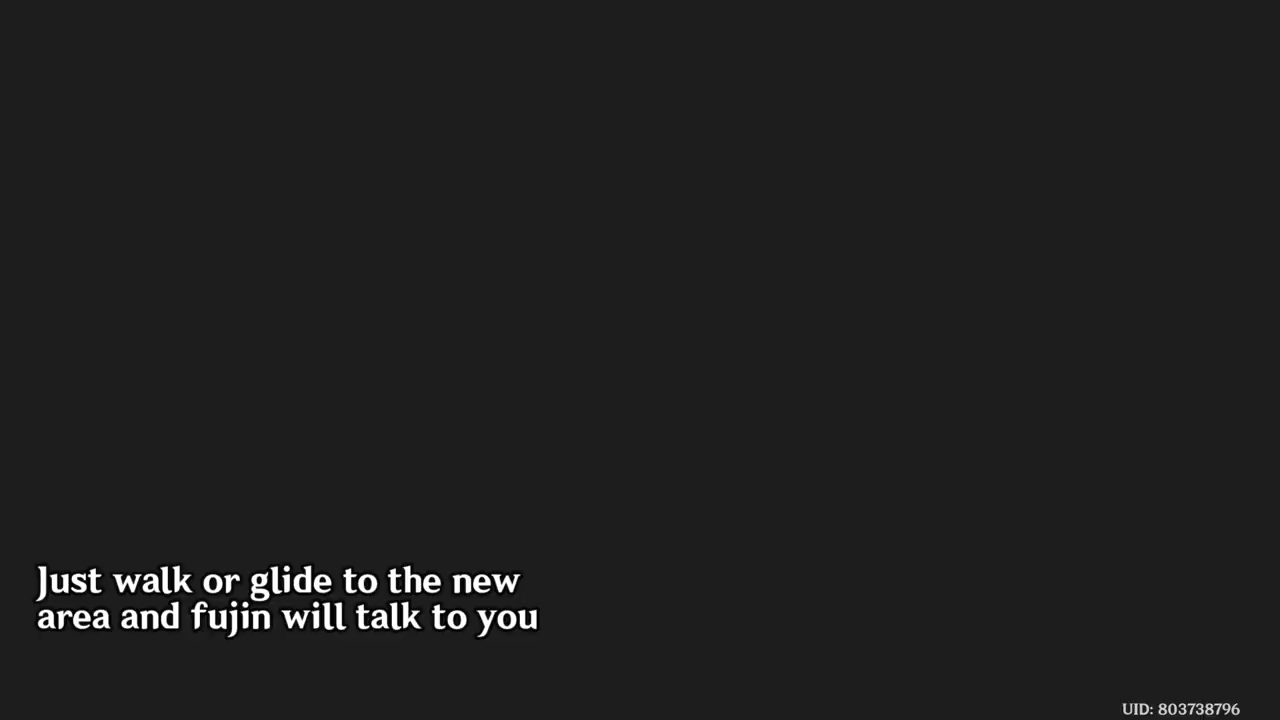 Just walk or glide to the new
area and fujin will talk to you
UID: 803738796